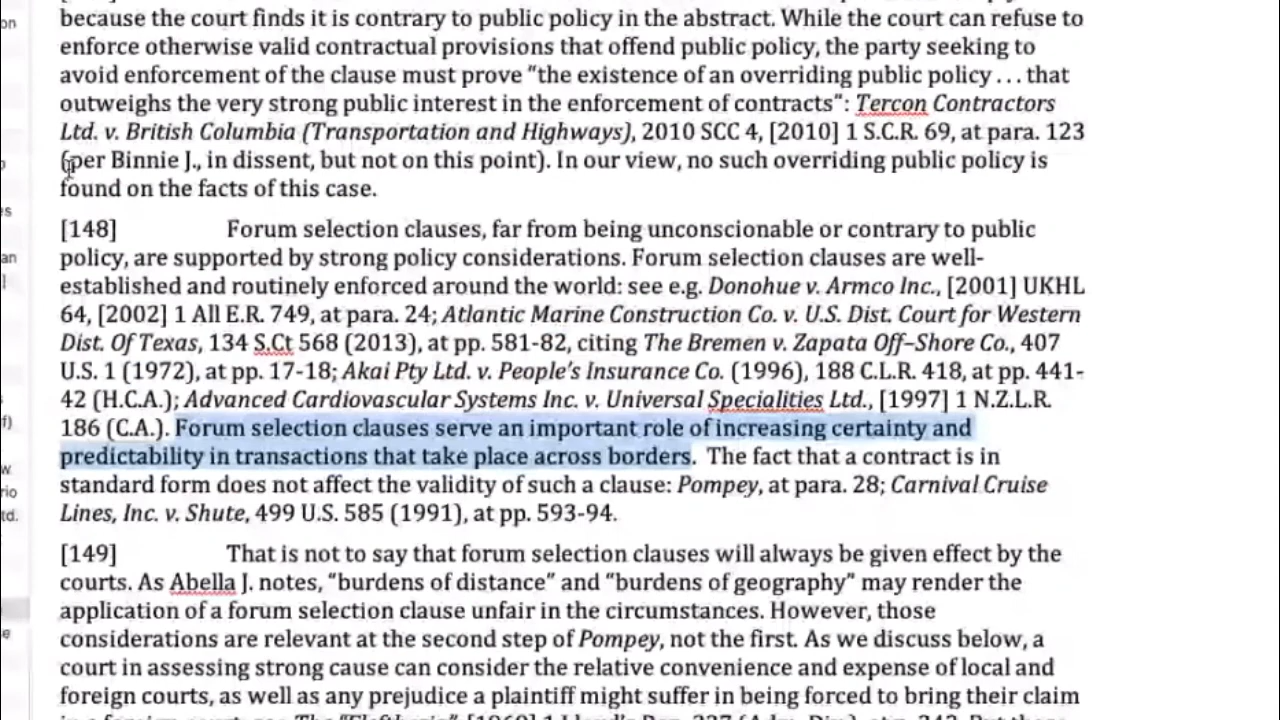 because the court finds it is contrary to public policy in the abstract. While the court can refuse to
enforce otherwise valid contractual provisions that offend public policy, the party seeking to
avoid enforcement of the clause must prove “the existence of an overriding public policy . . . that
outweighs the very strong public interest in the enforcement of contracts”: Tercon Contractors
Ltd. v. British Columbia (Transportation and Highways), 2010 SCC 4, [2010] 1 S.C.R. 69, at para. 123
(per Binnie J., in dissent, but not on this point). In our view, no such overriding public policy is
found on the facts of this case.
[148] Forum selection clauses, far from being unconscionable or contrary to public
policy, are supported by strong policy considerations. Forum selection clauses are well-
established and routinely enforced around the world: see e.g. Donohue v. Armco Inc., [2001] UKHL
64, [2002] 1 All E.R. 749, at para. 24; Atlantic Marine Construction Co. v. U.S. Dist. Court for Western
Dist. Of Texas, 134 S.Ct 568 (2013), at pp. 581-82, citing The Bremen v. Zapata Off–Shore Co., 407
U.S. 1 (1972), at pp. 17-18; Akai Pty Ltd. v. People’s Insurance Co. (1996), 188 C.L.R. 418, at pp. 441-
42 (H.C.A.); Advanced Cardiovascular Systems Inc. v. Universal Specialities Ltd., [1997] 1 N.Z.L.R.
186 (C.A.). Forum selection clauses serve an important role of increasing certainty and
predictability in transactions that take place across borders. The fact that a contract is in
standard form does not affect the validity of such a clause: Pompey, at para. 28; Carnival Cruise
Lines, Inc. v. Shute, 499 U.S. 585 (1991), at pp. 593-94.
[149] That is not to say that forum selection clauses will always be given effect by the
courts. As Abella J. notes, “burdens of distance” and “burdens of geography” may render the
application of a forum selection clause unfair in the circumstances. However, those
considerations are relevant at the second step of Pompey, not the first. As we discuss below, a
court in assessing strong cause can consider the relative convenience and expense of local and
foreign courts, as well as any prejudice a plaintiff might suffer in being forced to bring their claim